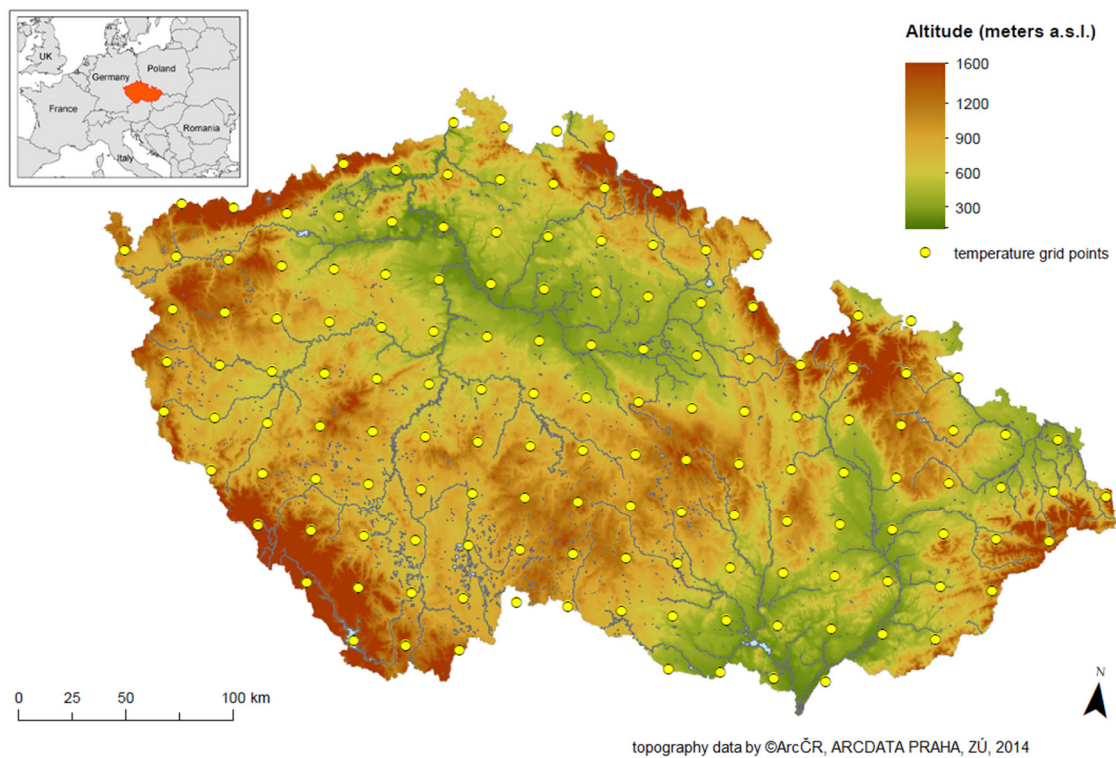 UK
Poland
Germany
France
Romania
Italy
Altitude (meters a.s.l.)
1600
1200
900
600
300
temperature grid points
0 25 50 100 km
N
topography data by ©ArcČR, ARCDATA PRAHA, ZÚ, 2014